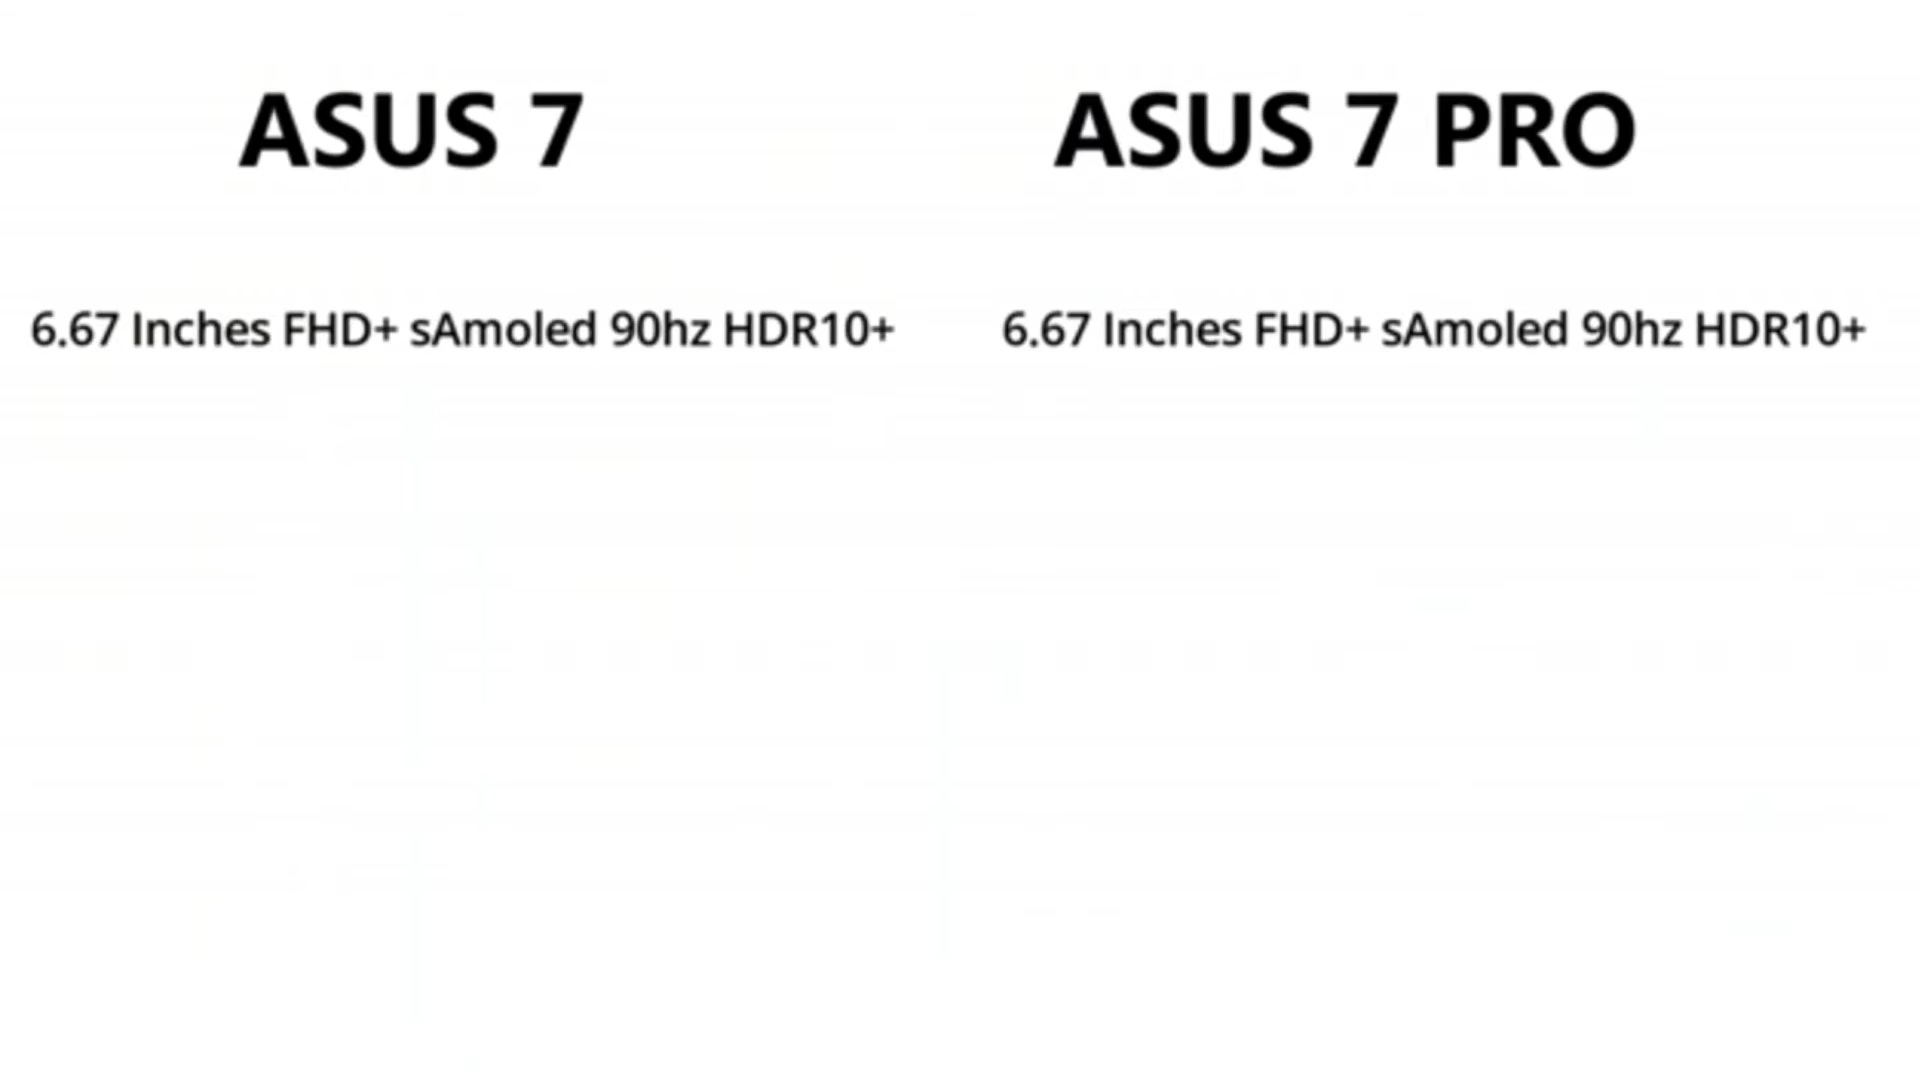 ASUS 7
ASUS 7 PRO
6.67 Inches FHD+ sAmoled 90hz HDR10+
6.67 Inches FHD+ sAmoled 90hz HDR10+